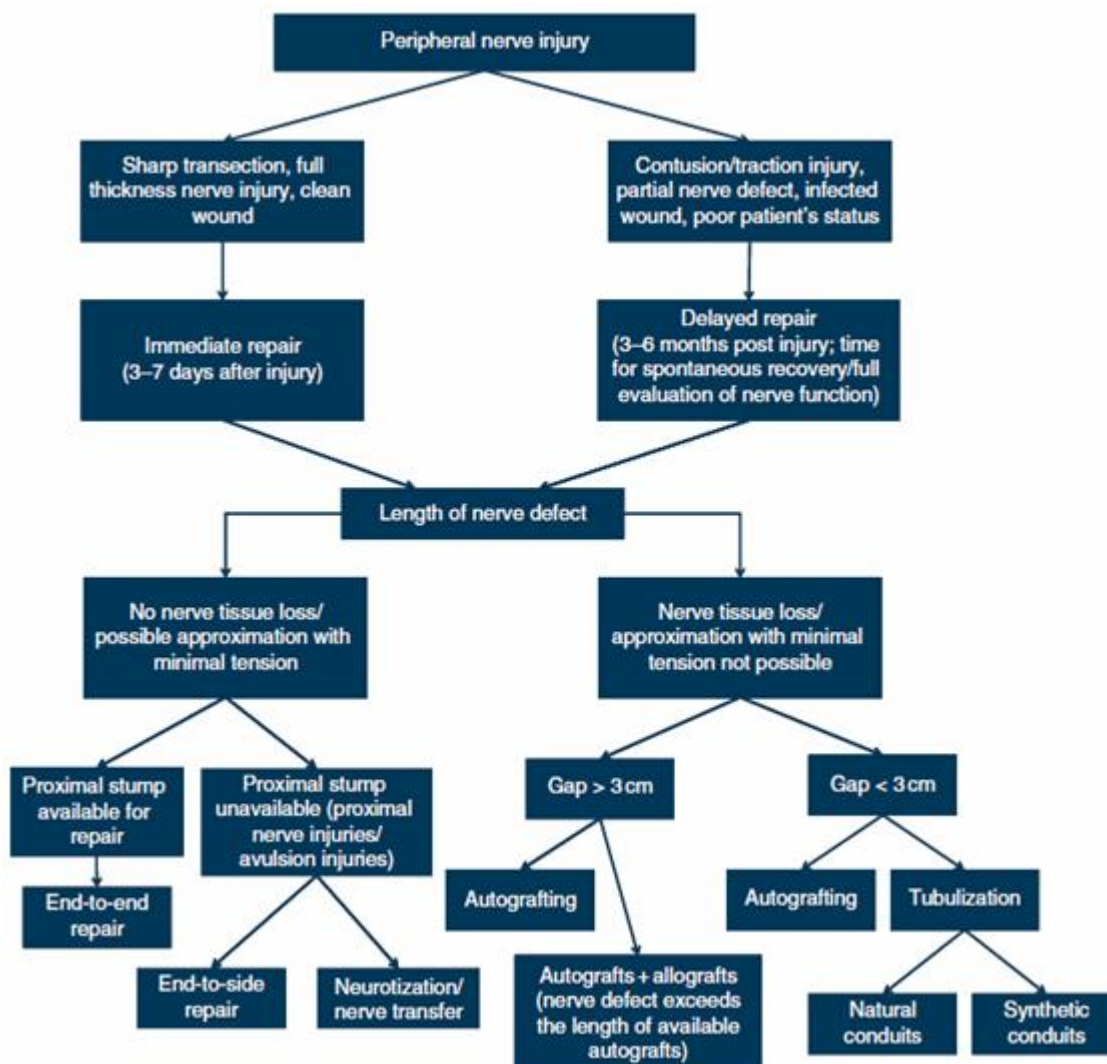 Peripheral nerve injury
Sharp transection, full
thickness nerve injury, clean
wound
Contusion/traction injury,
partial nerve defect, infected
wound, poor patient's status
Immediate repair
(3–7 days after injury)
Delayed repair
(3–6 months post injury; time
for spontaneous recovery/full
evaluation of nerve function)
Length of nerve defect
No nerve tissue loss/
possible approximation with
minimal tension
Nerve tissue loss/
approximation with minimal
tension not possible
Proximal stump
available for
repair
Proximal stump
unavailable (proximal
nerve injuries/
avulsion injuries)
Gap > 3 cm
Gap < 3 cm
End-to-end
repair
Autografting
Autografting
Tubulization
End-to-side
repair
Neurotization/
nerve transfer
Autografts + allografts
(nerve defect exceeds
the length of available
autografts)
Natural
conduits
Synthetic
conduits